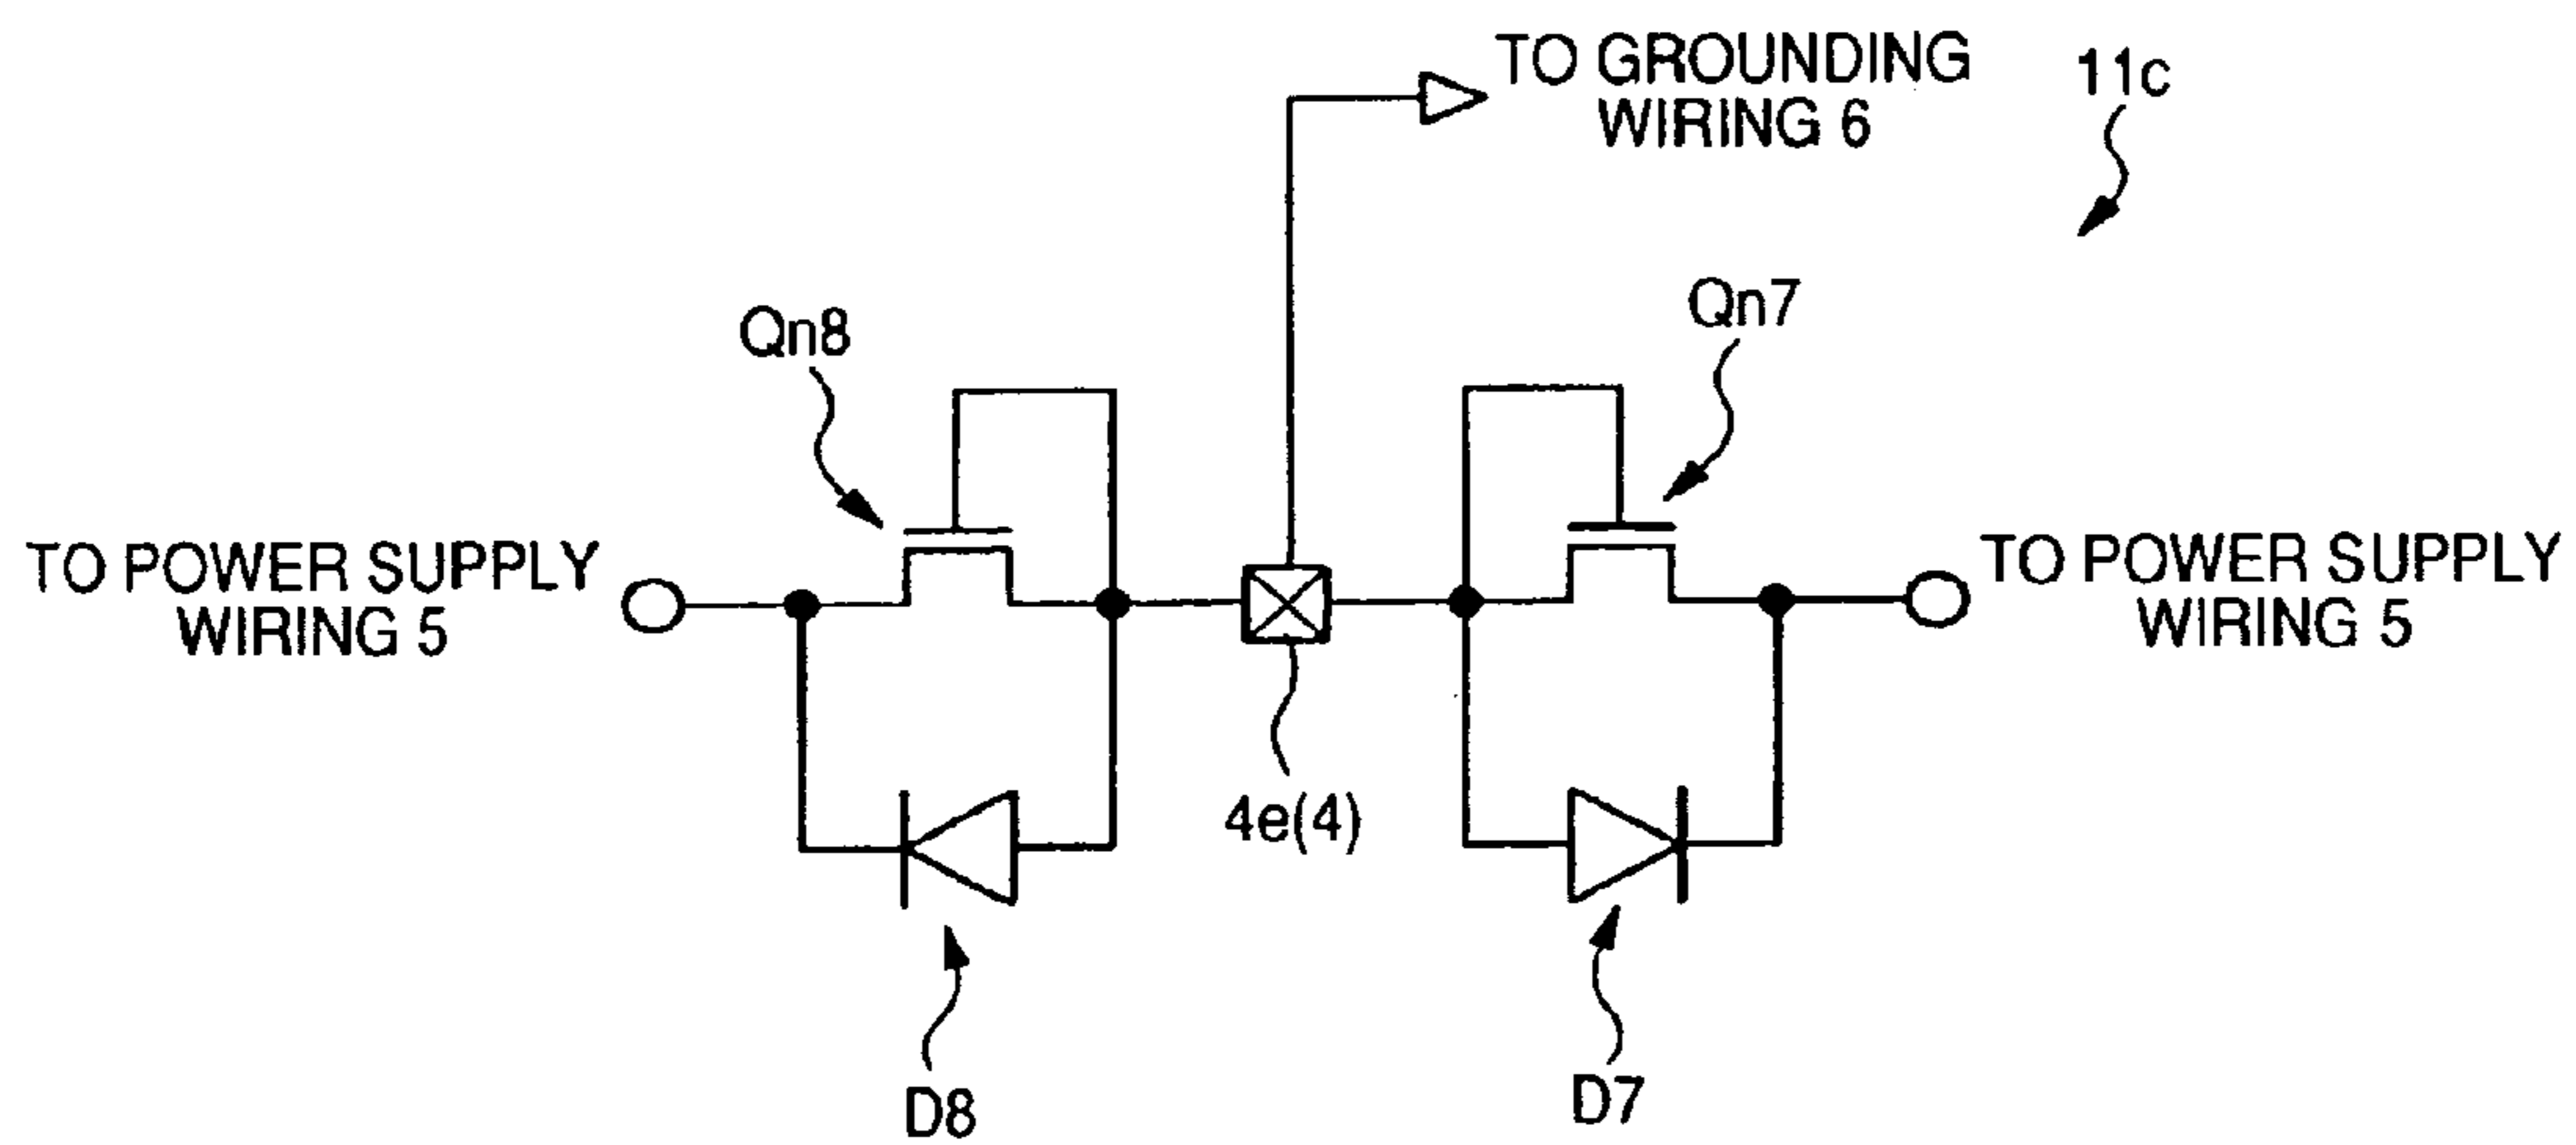 TO GROUNDING
WIRING 6
11c
Qn8
Qn7
TO POWER SUPPLY
WIRING 5
TO POWER SUPPLY
WIRING 5
4e(4)
D8
D7